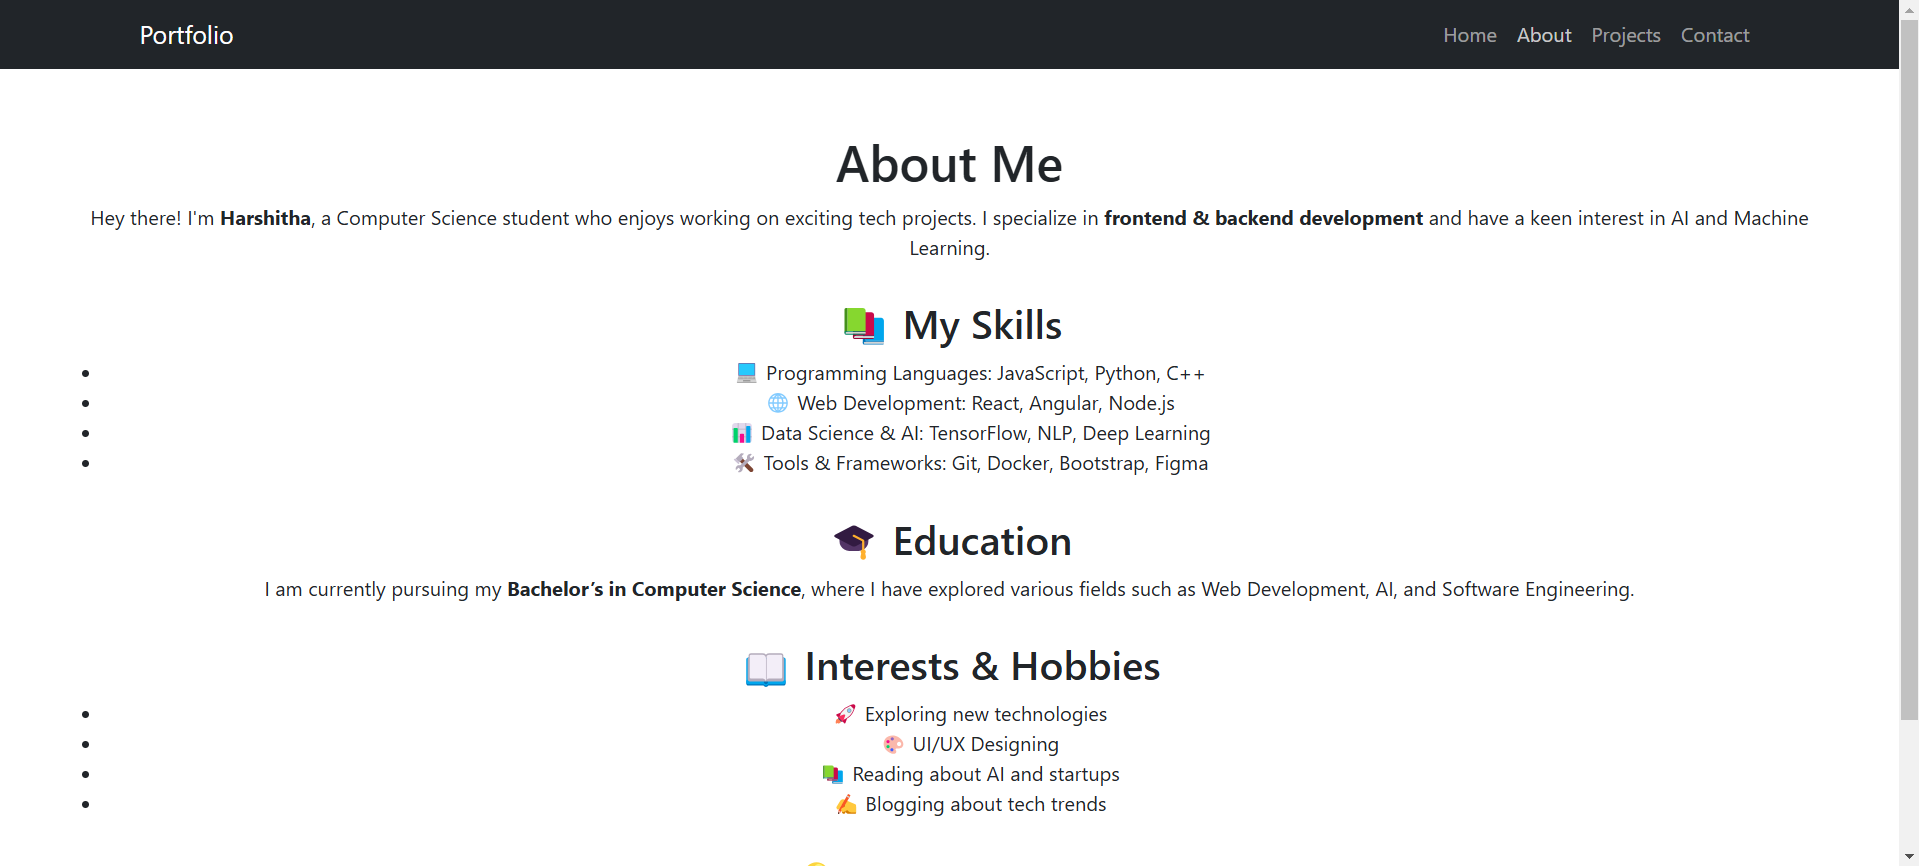 Portfolio
Home About Projects Contact
About Me
Hey there! I'm Harshitha, a Computer Science student who enjoys working on exciting tech projects. I specialize in frontend & backend development and have a keen interest in AI and Machine
Learning.
My Skills
• Programming Languages: JavaScript, Python, C++
• Web Development: React, Angular, Node.js
• Data Science & AI: TensorFlow, NLP, Deep Learning
• Tools & Frameworks: Git, Docker, Bootstrap, Figma
Education
I am currently pursuing my Bachelor’s in Computer Science, where I have explored various fields such as Web Development, AI, and Software Engineering.
Interests & Hobbies
• Exploring new technologies
• UI/UX Designing
• Reading about AI and startups
• Blogging about tech trends